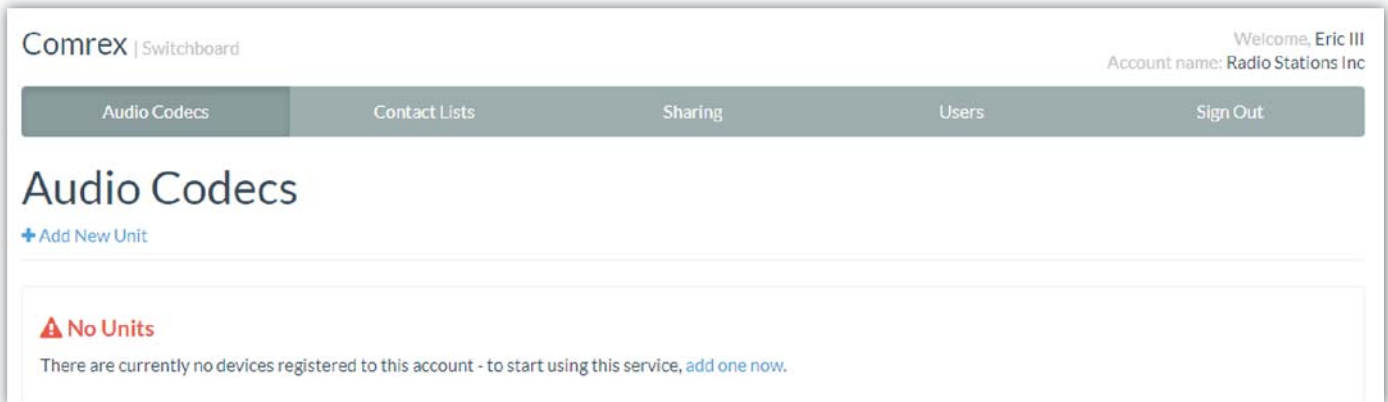 Comrex | Switchboard
Welcome, Eric III
Account name: Radio Stations Inc
Audio Codecs Contact Lists Sharing Users Sign Out
Audio Codecs
+ Add New Unit
No Units
There are currently no devices registered to this account - to start using this service, add one now.